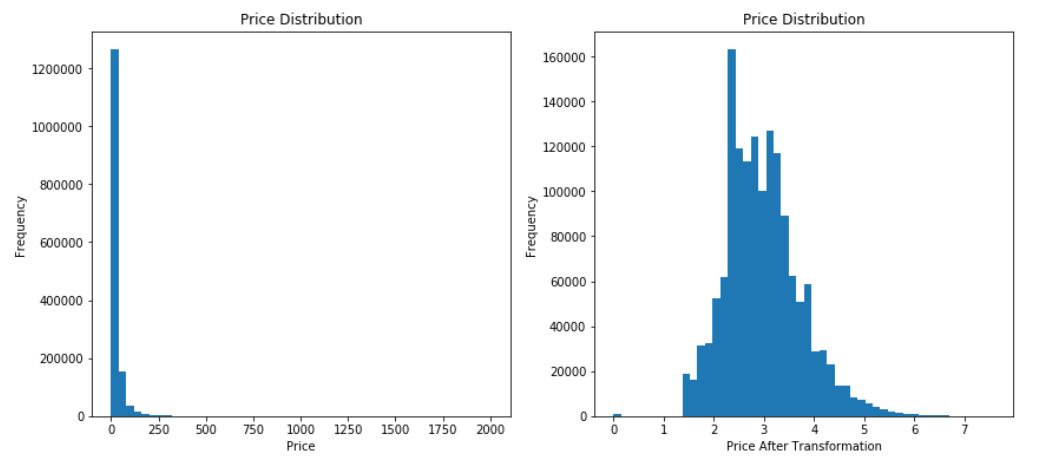 Price Distribution
Frequency
1200000
1000000
800000
600000
400000
200000
0
0 250 500 750 1000 1250 1500 1750 2000
Price
Price Distribution
Frequency
160000
140000
120000
100000
80000
60000
40000
20000
0
0 1 2 3 4 5 6 7
Price After Transformation